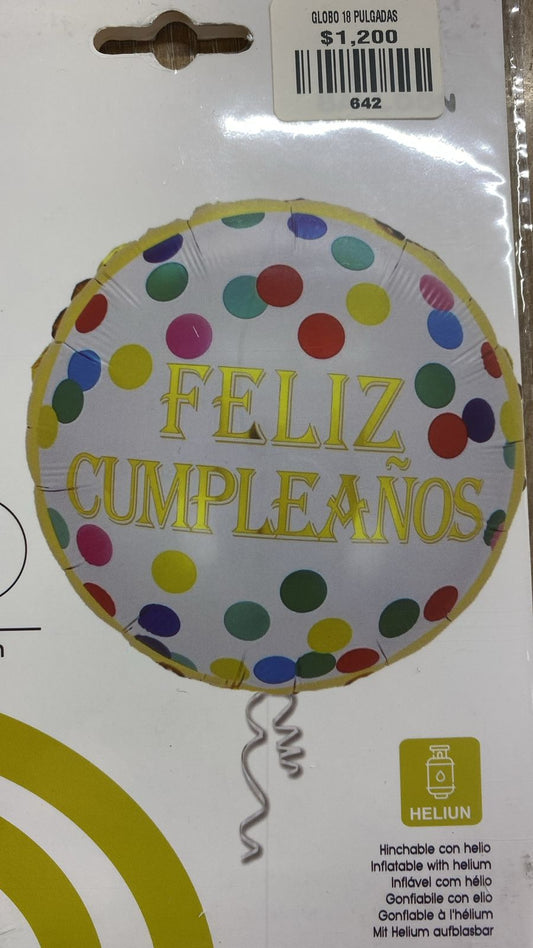 GLOBO 18 PULGADAS
$1,200
642
FELIZ
CUMPLEAÑOS
HELIUN
Hinchable con helio
Inflatable with helium
Inflável com hélio
Gonfiabile con elio
Gonflable à l'hélium
Mit Helium aufblasbar